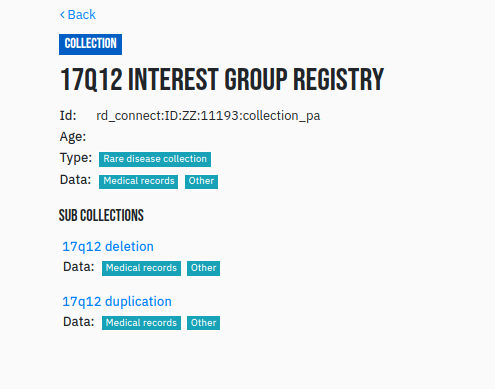 ‹ Back
COLLECTION
17Q12 INTEREST GROUP REGISTRY
Id: rd_connect:ID:ZZ:11193:collection_pa
Age:
Type: Rare disease collection
Data: Medical records Other
SUB COLLECTIONS
17q12 deletion
Data: Medical records Other
17q12 duplication
Data: Medical records Other